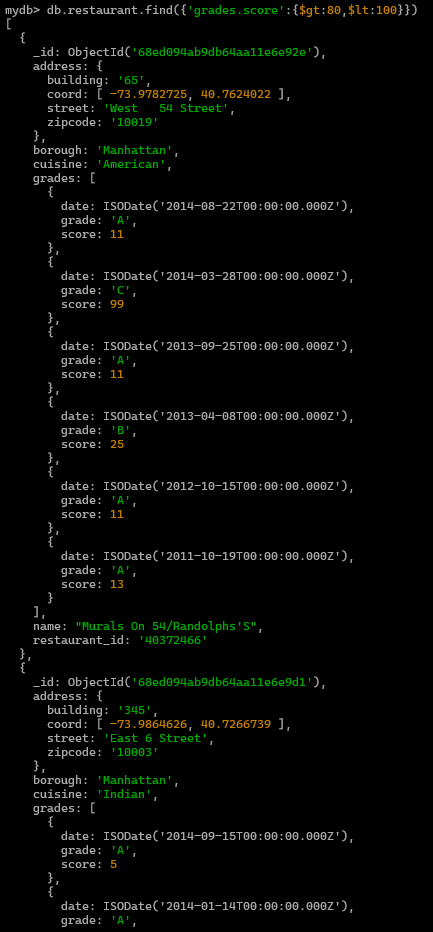 mydb> db.restaurant.find({'grades.score':{$gt:80,$lt:100}})
[
  {
    _id: ObjectId('68ed094ab9db64aa11e6e92e'),
    address: {
      building: '65',
      coord: [ -73.9782725, 40.7624022 ],
      street: 'West   54 Street',
      zipcode: '10019'
    },
    borough: 'Manhattan',
    cuisine: 'American',
    grades: [
      {
        date: ISODate('2014-08-22T00:00:00.000Z'),
        grade: 'A',
        score: 11
      },
      {
        date: ISODate('2014-03-28T00:00:00.000Z'),
        grade: 'C',
        score: 99
      },
      {
        date: ISODate('2013-09-25T00:00:00.000Z'),
        grade: 'A',
        score: 11
      },
      {
        date: ISODate('2013-04-08T00:00:00.000Z'),
        grade: 'B',
        score: 25
      },
      {
        date: ISODate('2012-10-15T00:00:00.000Z'),
        grade: 'A',
        score: 11
      },
      {
        date: ISODate('2011-10-19T00:00:00.000Z'),
        grade: 'A',
        score: 13
      }
    ],
    name: "Murals On 54/Randolphs'S",
    restaurant_id: '40372466'
  },
  {
    _id: ObjectId('68ed094ab9db64aa11e6e9d1'),
    address: {
      building: '345',
      coord: [ -73.9864626, 40.7266739 ],
      street: 'East 6 Street',
      zipcode: '10003'
    },
    borough: 'Manhattan',
    cuisine: 'Indian',
    grades: [
      {
        date: ISODate('2014-09-15T00:00:00.000Z'),
        grade: 'A',
        score: 5
      },
      {
        date: ISODate('2014-01-14T00:00:00.000Z'),
        grade: 'A',